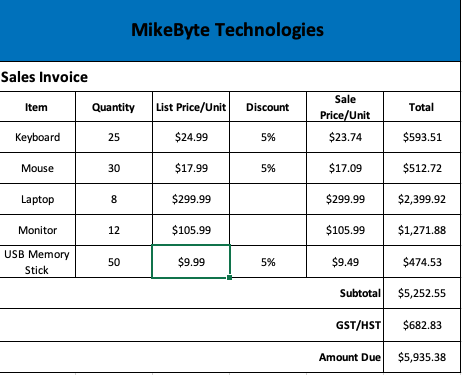 MikeByte Technologies
Sales Invoice
Item Quantity List Price/Unit Discount Sale Price/Unit Total
Keyboard 25 $24.99 5% $23.74 $593.51
Mouse 30 $17.99 5% $17.09 $512.72
Laptop 8 $299.99 $299.99 $2,399.92
Monitor 12 $105.99 $105.99 $1,271.88
USB Memory Stick 50 $9.99 5% $9.49 $474.53
Subtotal $5,252.55
GST/HST $682.83
Amount Due $5,935.38